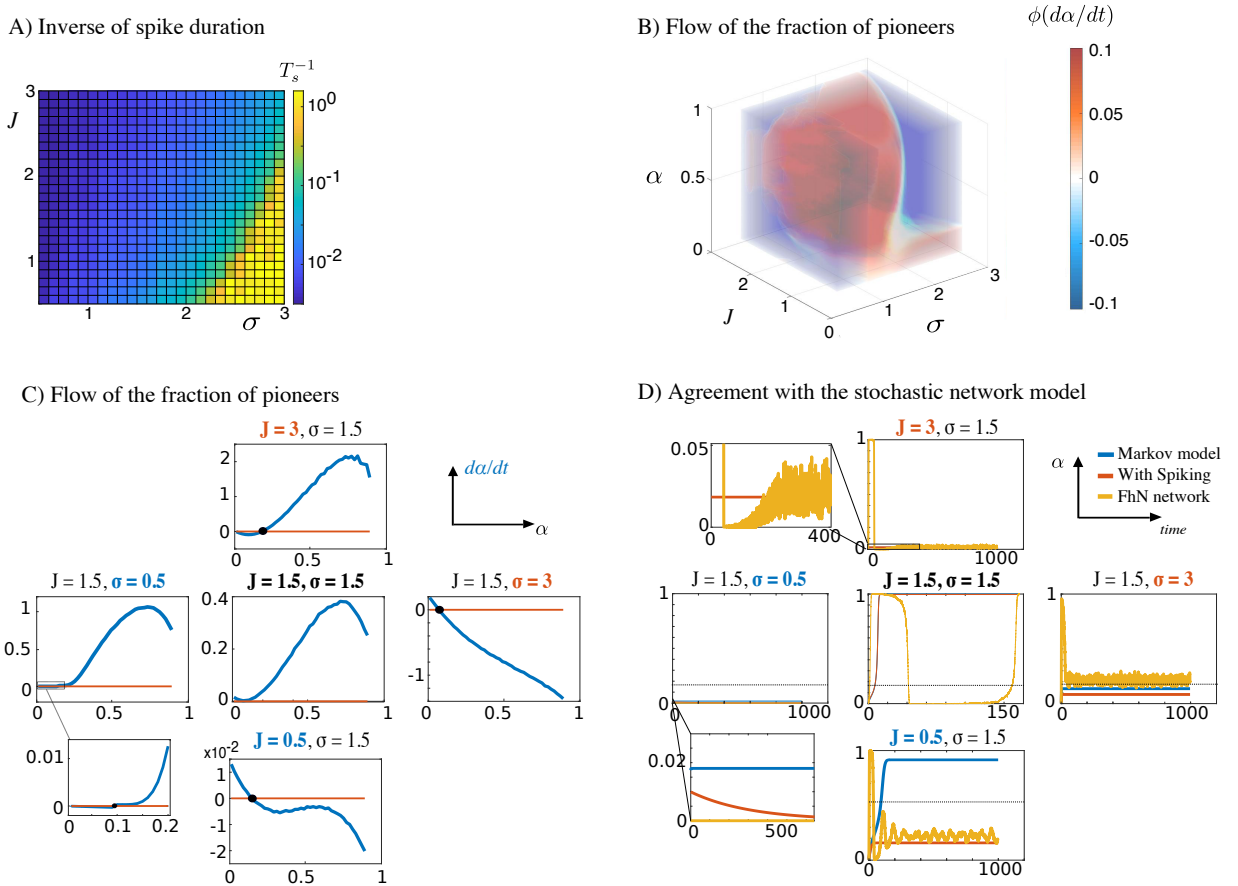 A) Inverse of spike duration
T_s^{-1}
3
J
2
1
1
2
σ
3
10^0
10^{-1}
10^{-2}
B) Flow of the fraction of pioneers
ϕ(dα/dt)
1
α
0.5
0
2
J
1
0
1
σ
2
3
0.1
0.05
0
-0.05
-0.1
C) Flow of the fraction of pioneers
J = 3, σ = 1.5
2
1
0
0
0.5
1
dα/dt
α
J = 1.5, σ = 0.5
1
0.5
0
0
0.5
1
J = 1.5, σ = 1.5
0.4
0.2
0
0
0.5
1
J = 1.5, σ = 3
0
-1
0
0.5
1
0.01
0
0
0.1
0.2
J = 0.5, σ = 1.5
x10^{-2}
1
0
-1
-2
0
0.5
1
D) Agreement with the stochastic network model
J = 3, σ = 1.5
0.05
0
0
400
1
0
0
1000
α
time
Markov model
With Spiking
FhN network
J = 1.5, σ = 0.5
1
0
0
1000
J = 1.5, σ = 1.5
1
0
0
150
J = 1.5, σ = 3
1
0
0
1000
0.02
0
0
500
J = 0.5, σ = 1.5
1
0
0
1000